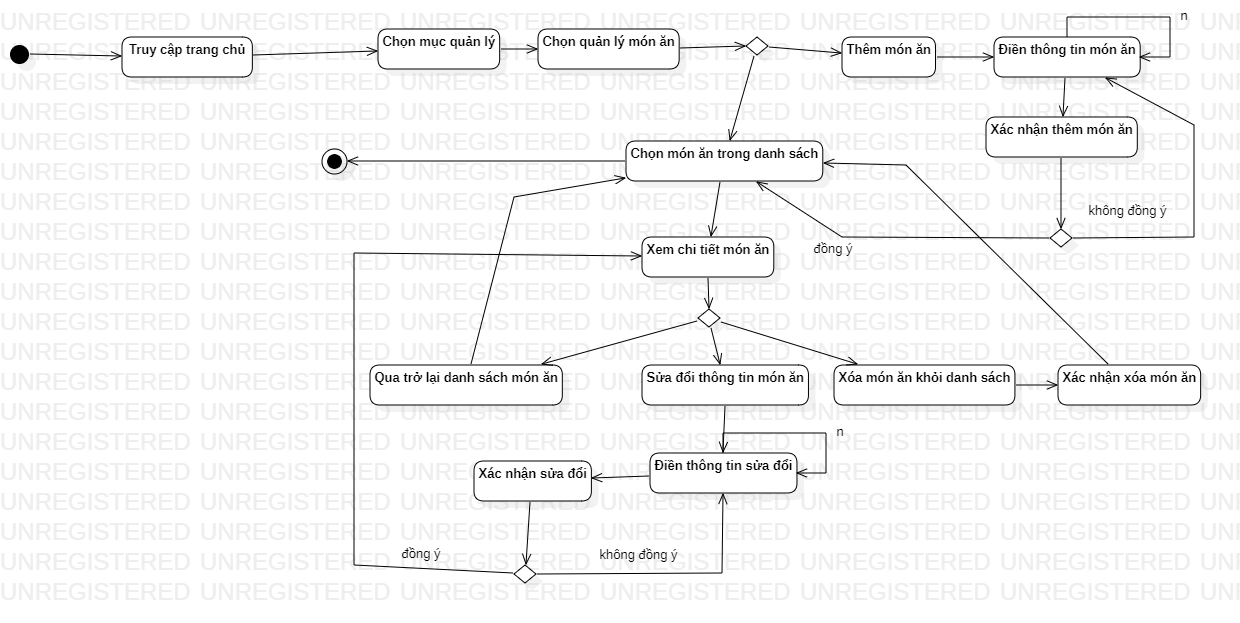 n
Truy cập trang chủ
Chọn mục quản lý
Chọn quản lý món ăn
Thêm món ăn
Điền thông tin món ăn
Xác nhận thêm món ăn
Chọn món ăn trong danh sách
không đồng ý
đồng ý
Xem chi tiết món ăn
Qua trở lại danh sách món ăn
Sửa đổi thông tin món ăn
Xóa món ăn khỏi danh sách
Xác nhận xóa món ăn
n
Điền thông tin sửa đổi
Xác nhận sửa đổi
đồng ý
không đồng ý